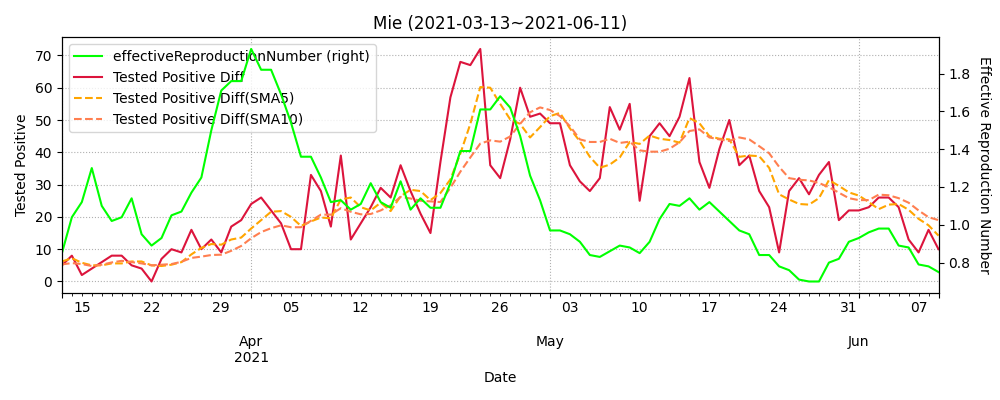 Mie (2021-03-13~2021-06-11)
effectiveReproductionNumber (right)
Tested Positive Diff
Tested Positive Diff(SMA5)
Tested Positive Diff(SMA10)
Tested Positive
70
60
50
40
30
20
10
0
1.8
1.6
1.4
1.2
1.0
0.8
Effective Reproduction Number
15 22 29 05 12 19 26 03 10 17 24 31 07
Apr May Jun
2021
Date